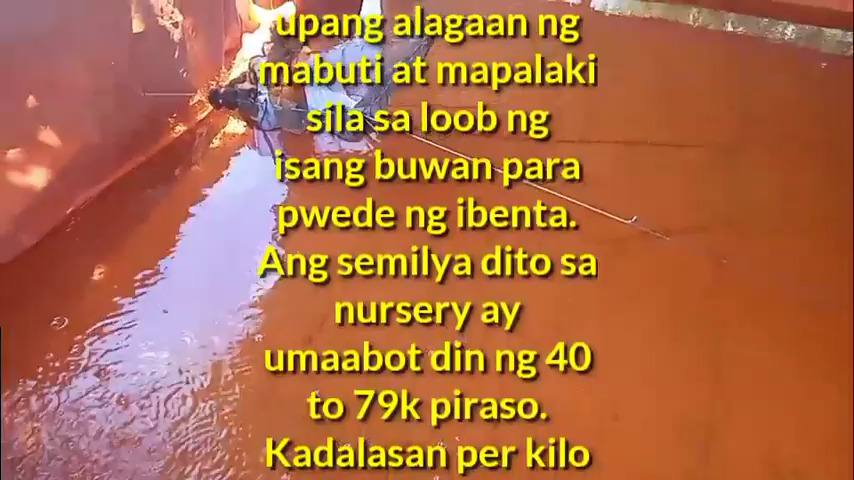 upang alagaan ng
mabuti at mapalaki
sila sa loob ng
isang buwan para
pwede ng ibenta.
Ang semilya dito sa
nursery ay
umaabot din ng 40
to 79k piraso.
Kadalasan per kilo